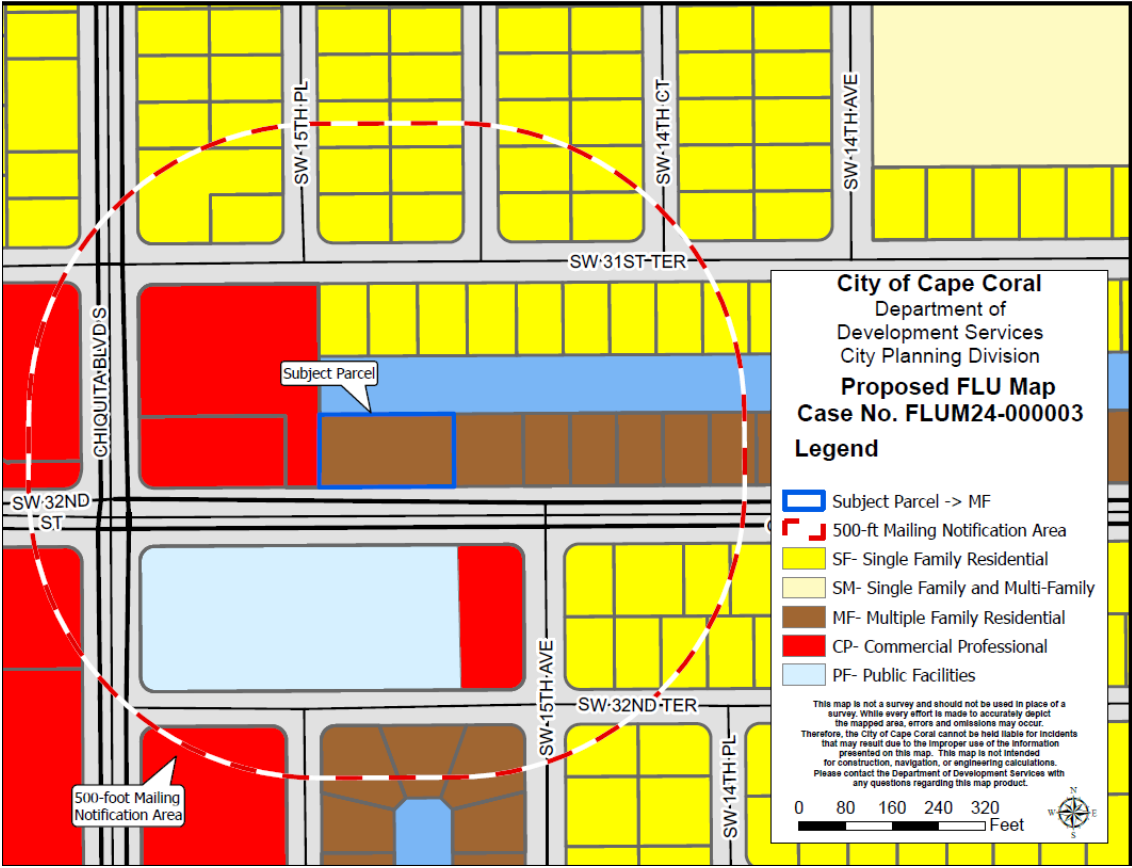 SW 15TH PL
SW 14TH CT
SW 14TH AVE
SW 31ST TER
CHIQUITA BLVD S
Subject Parcel
SW 32ND
ST
SW 15TH AVE
SW 32ND TER
SW 14TH PL
500-foot Mailing
Notification Area
City of Cape Coral
Department of
Development Services
City Planning Division
Proposed FLU Map
Case No. FLUM24-000003
Legend
Subject Parcel -> MF
500-ft Mailing Notification Area
SF- Single Family Residential
SM- Single Family and Multi-Family
MF- Multiple Family Residential
CP- Commercial Professional
PF- Public Facilities
This map is not a survey and should not be used in place of a
survey. While every effort is made to accurately depict
the mapped area, errors and omissions may occur.
Therefore, the City of Cape Coral cannot be held liable for incidents
that may result due to the improper use of the information
presented on this map. This map is not intended
for construction, navigation, or engineering calculations.
Please contact the Department of Development Services with
any questions regarding this map product.
0 80 160 240 320
Feet
N
W E
S